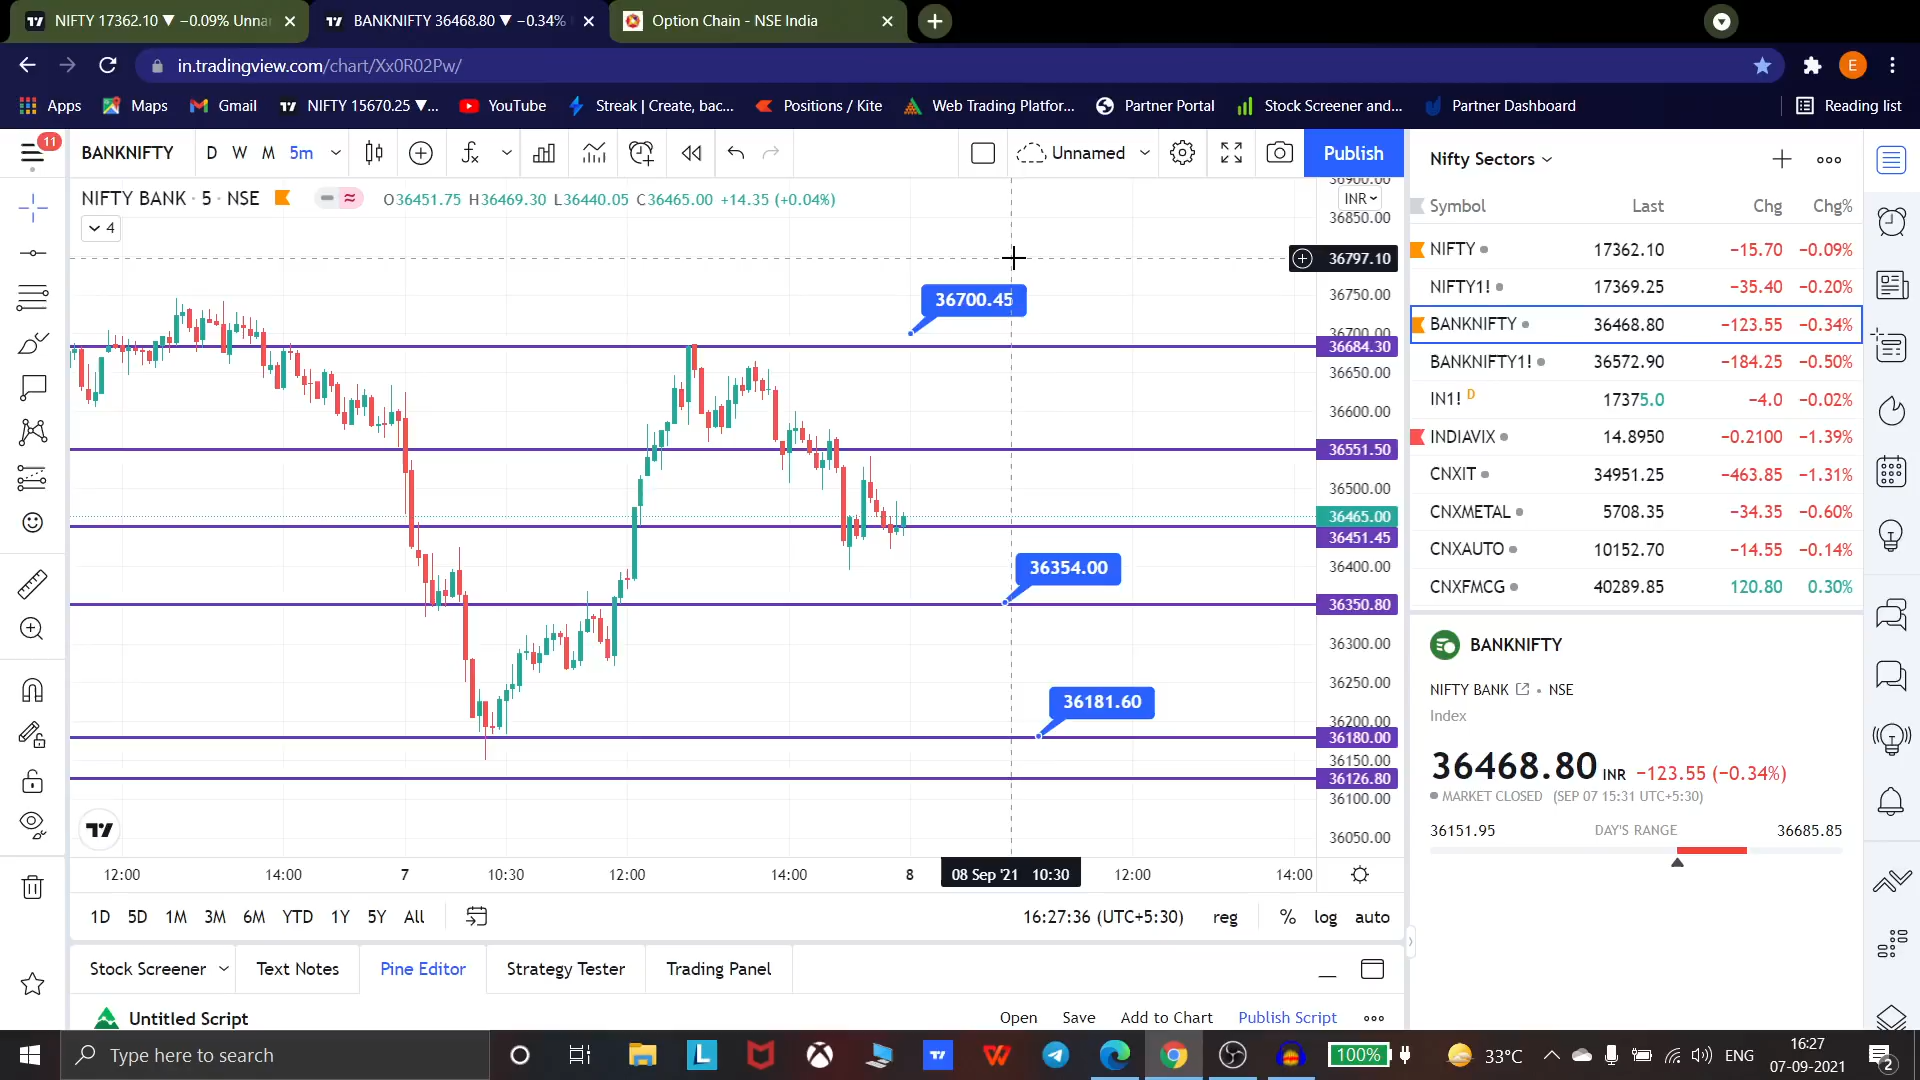 NIFTY 17362.10 ▼ −0.09% Unna
BANKNIFTY 36468.80 ▼ −0.34%
Option Chain - NSE India
in.tradingview.com/chart/Xx0R02Pw/
E
Apps
Maps
Gmail
NIFTY 15670.25 ▼...
YouTube
Streak | Create, bac...
Positions / Kite
Web Trading Platfor...
Partner Portal
Stock Screener and...
Partner Dashboard
Reading list
11
BANKNIFTY
D W M 5m
Unnamed
Publish
NIFTY BANK · 5 · NSE
O36451.75 H36469.30 L36440.05 C36465.00 +14.35 (+0.04%)
4
INR
36900.00
36850.00
36797.10
36750.00
36700.00
36684.30
36650.00
36600.00
36551.50
36500.00
36465.00
36451.45
36400.00
36350.80
36300.00
36250.00
36200.00
36180.00
36150.00
36126.80
36100.00
36050.00
36700.45
36354.00
36181.60
12:00 14:00 7 10:30 12:00 14:00 8 08 Sep '21 10:30 12:00 14:00
1D 5D 1M 3M 6M YTD 1Y 5Y All
16:27:36 (UTC+5:30) reg % log auto
Stock Screener
Text Notes
Pine Editor
Strategy Tester
Trading Panel
Untitled Script
Open Save Add to Chart Publish Script
Nifty Sectors
Symbol Last Chg Chg%
NIFTY 17362.10 −15.70 −0.09%
NIFTY1! 17369.25 −35.40 −0.20%
BANKNIFTY 36468.80 −123.55 −0.34%
BANKNIFTY1! 36572.90 −184.25 −0.50%
IN1! D 17375.0 −4.0 −0.02%
INDIAVIX 14.8950 −0.2100 −1.39%
CNXIT 34951.25 −463.85 −1.31%
CNXMETAL 5708.35 −34.35 −0.60%
CNXAUTO 10152.70 −14.55 −0.14%
CNXFMCG 40289.85 120.80 0.30%
BANKNIFTY
NIFTY BANK • NSE
Index
36468.80 INR −123.55 (−0.34%)
MARKET CLOSED (SEP 07 15:31 UTC+5:30)
36151.95 DAY'S RANGE 36685.85
Type here to search
L
100%
33°C
ENG
16:27
07-09-2021
2